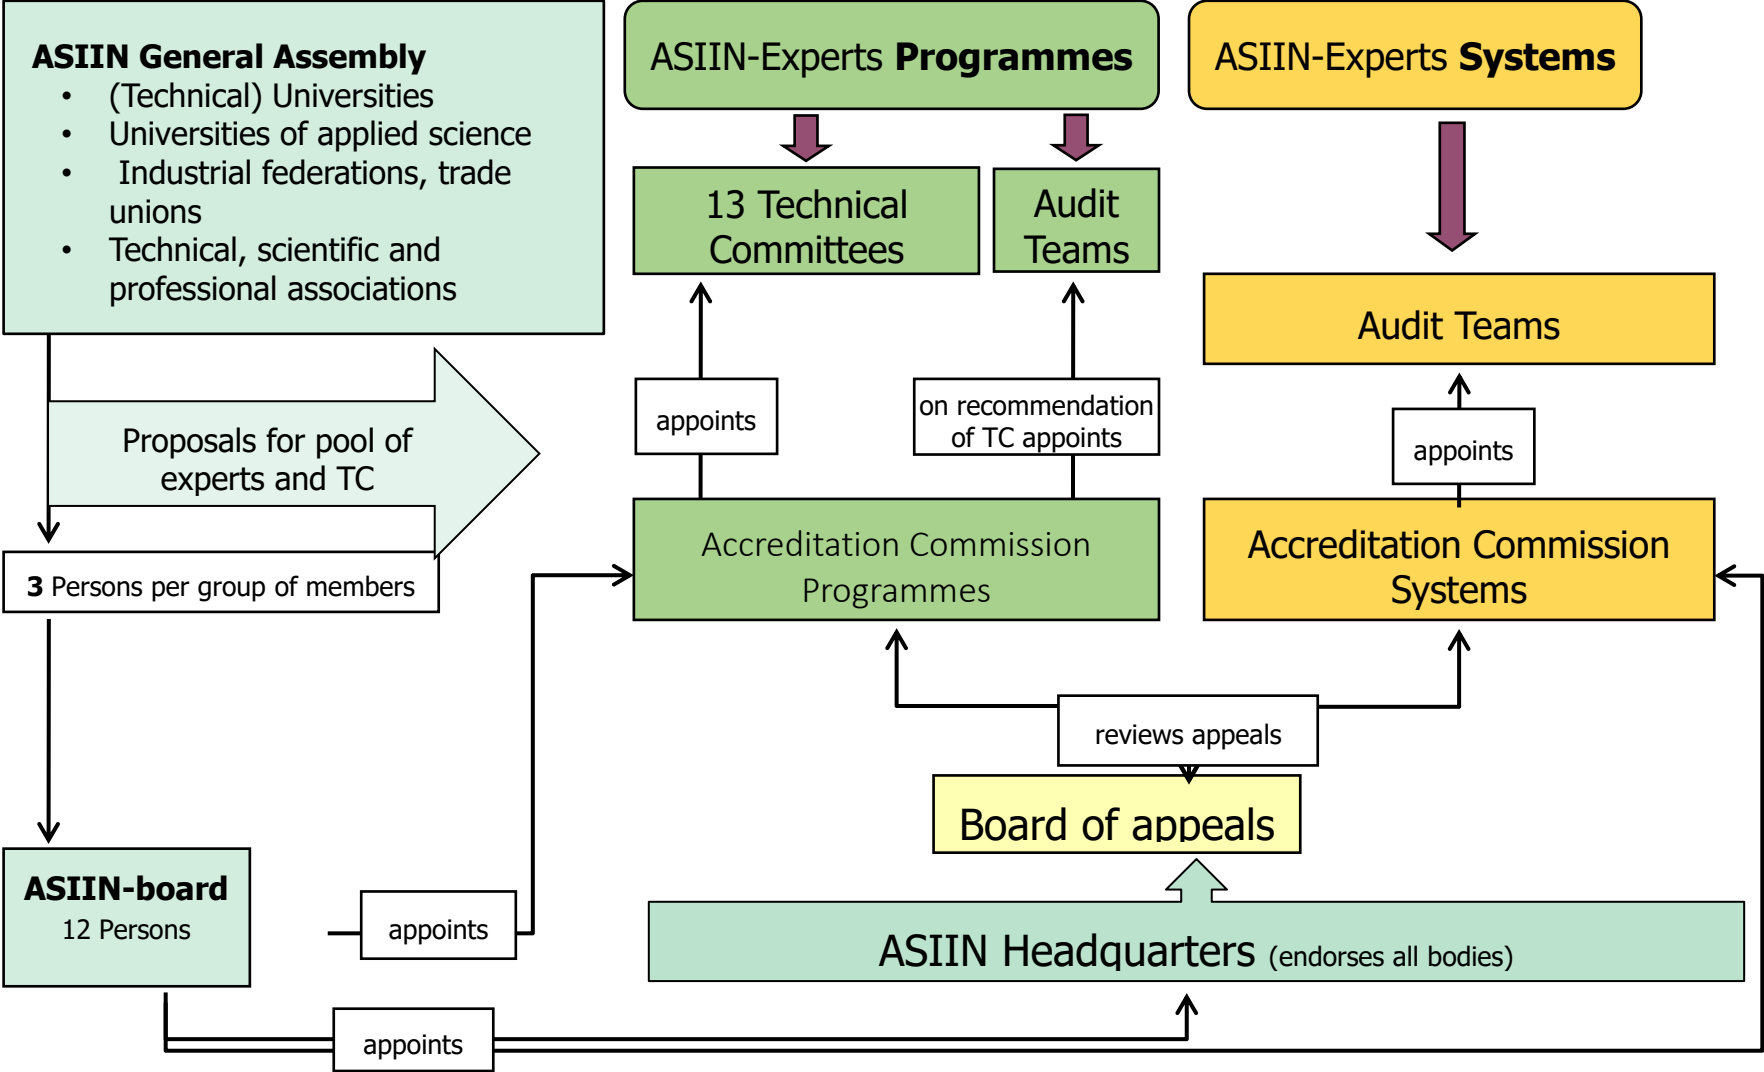 ASIIN General Assembly
• (Technical) Universities
• Universities of applied science
• Industrial federations, trade
unions
• Technical, scientific and
professional associations
ASIIN-Experts Programmes
ASIIN-Experts Systems
13 Technical
Committees
Audit
Teams
Audit Teams
Proposals for pool of
experts and TC
appoints
on recommendation
of TC appoints
appoints
3 Persons per group of members
Accreditation Commission
Programmes
Accreditation Commission
Systems
reviews appeals
Board of appeals
ASIIN-board
12 Persons
appoints
ASIIN Headquarters (endorses all bodies)
appoints